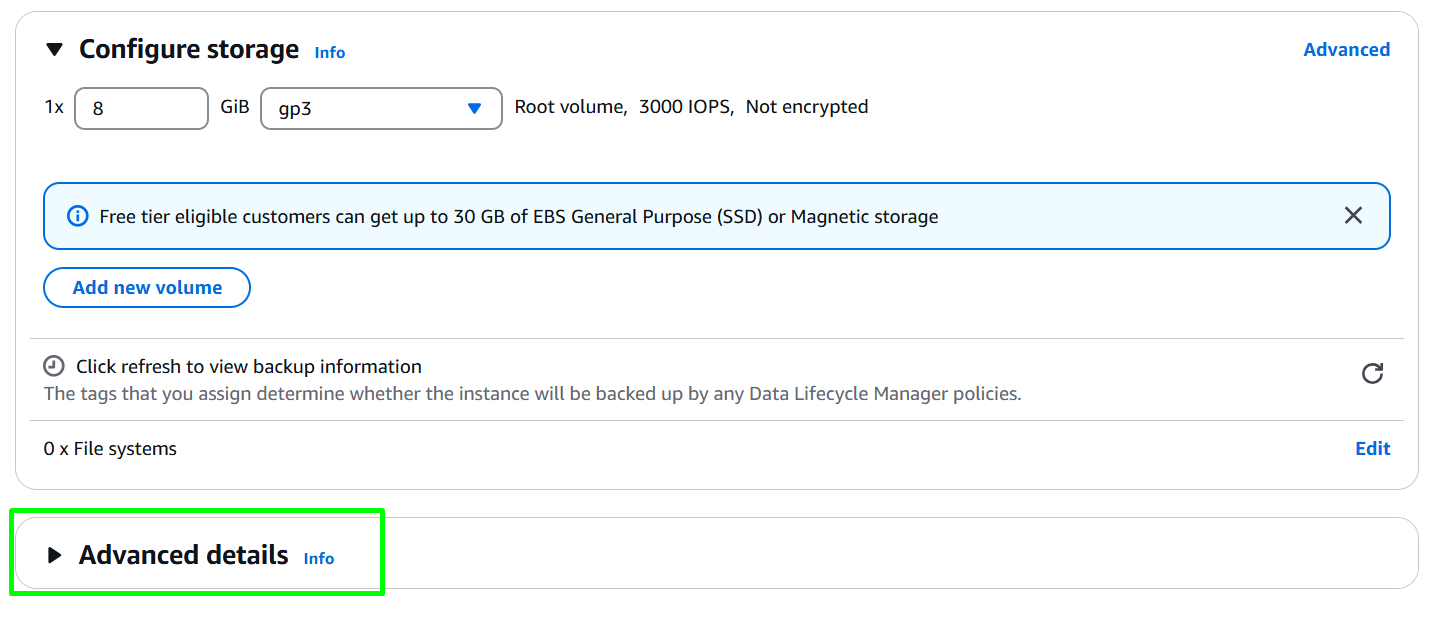 Configure storage Info Advanced
1x 8 GiB gp3 Root volume, 3000 IOPS, Not encrypted
Free tier eligible customers can get up to 30 GB of EBS General Purpose (SSD) or Magnetic storage
Add new volume
Click refresh to view backup information
The tags that you assign determine whether the instance will be backed up by any Data Lifecycle Manager policies.
0 x File systems Edit
Advanced details Info